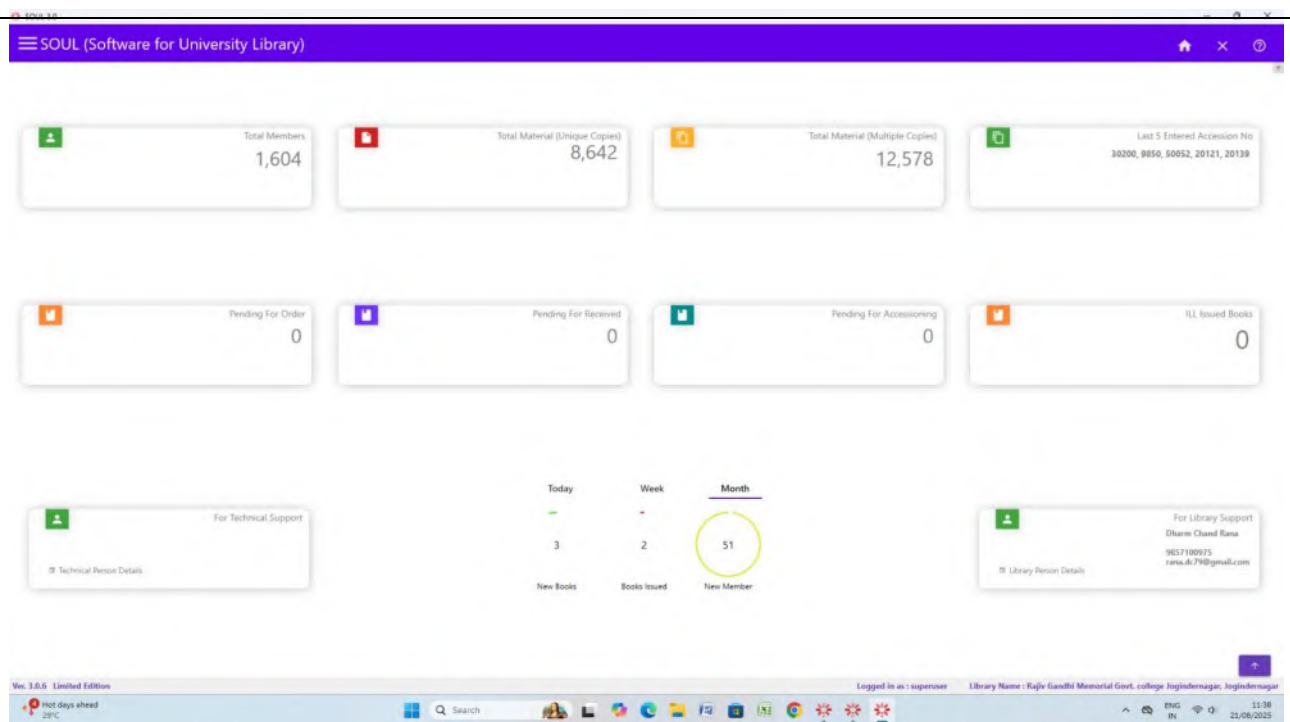 SOUL 3.0
SOUL (Software for University Library)
Total Members
1,604
Total Material (Unique Copies)
8,642
Total Material (Multiple Copies)
12,578
Last 5 Entered Accession No
30200, 9850, 50052, 20121, 20139
Pending For Order
0
Pending For Received
0
Pending For Accessioning
0
ILL Issued Books
0
For Technical Support
Technical Person Details
Today
Week
Month
3
2
51
New Books
Books Issued
New Member
For Library Support
Dharm Chand Rana
9857100975
rana.dc79@gmail.com
Library Person Details
Ver. 3.0.6 Limited Edition
Logged in as : superuser
Library Name : Rajiv Gandhi Memorial Govt. college Jogindernagar, Jogindernagar
Hot days ahead
29°C
Search
ENG
IN
11:38
21/06/2025